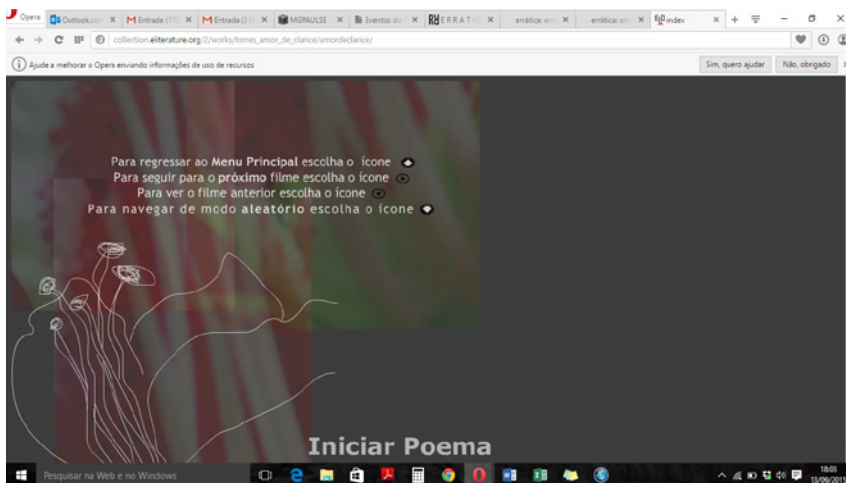 Opera
Outlook.com
Entrada (17)
Entrada (31)
MGPAULSE
Eventos do
ERRATIC
errática:
errática:
index
collection.eliterature.org/2/works/torres_amor_de_clarice/amordeclarice/
Ajude a melhorar o Opera enviando informações de uso de recursos
Sim, quero ajudar
Não, obrigado
Para regressar ao Menu Principal escolha o ícone
Para seguir para o próximo filme escolha o ícone
Para ver o filme anterior escolha o ícone
Para navegar de modo aleatório escolha o ícone
Iniciar Poema
Pesquisar na Web e no Windows
18:03
13/09/2015